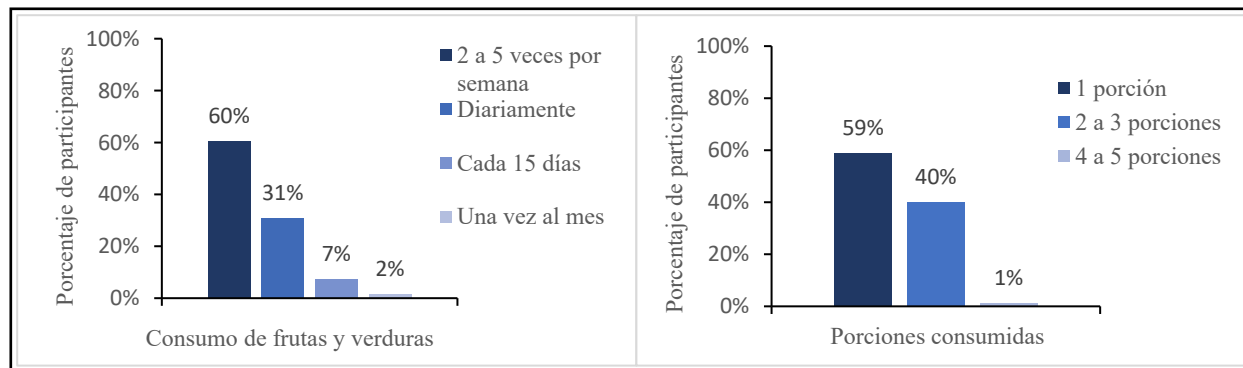 Porcentaje de participantes
100%
80%
60%
40%
20%
0%
60%
31%
7%
2%
Consumo de frutas y verduras
2 a 5 veces por
semana
Diariamente
Cada 15 días
Una vez al mes
Porcentaje de participantes
100%
80%
60%
40%
20%
0%
59%
40%
1%
Porciones consumidas
1 porción
2 a 3 porciones
4 a 5 porciones